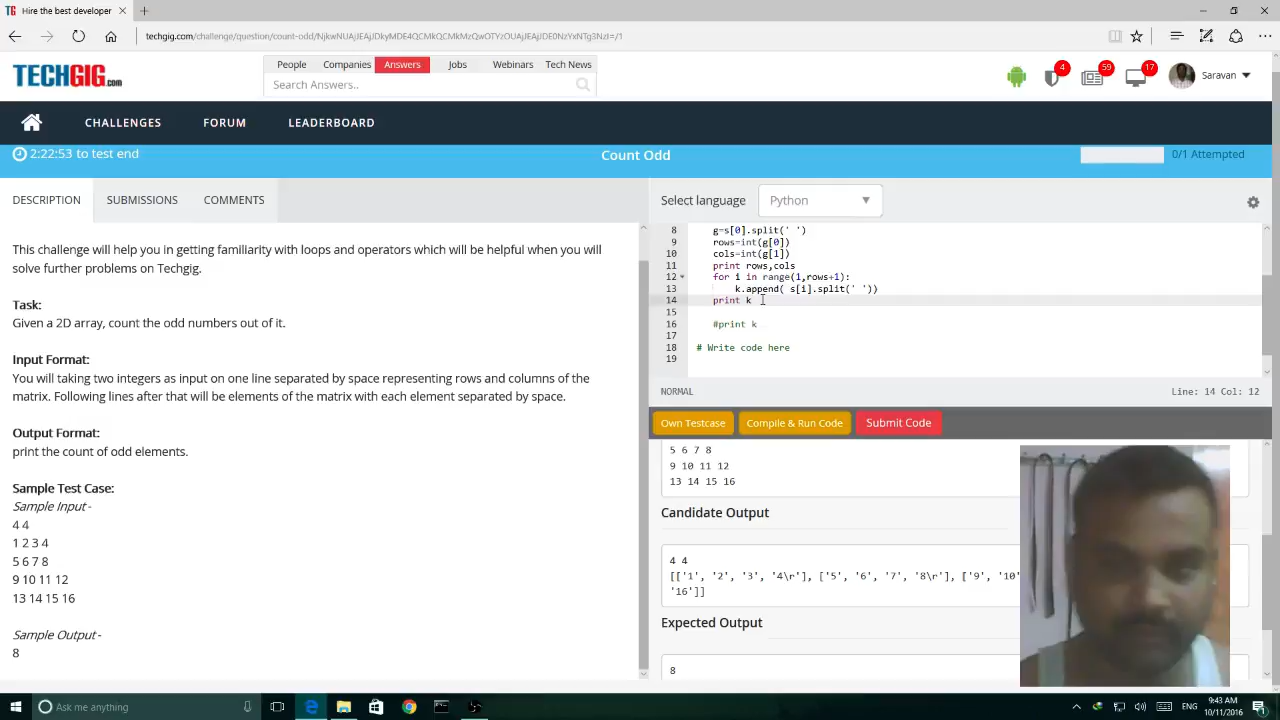 Hire the best developer
techgig.com/challenge/question/count-odd/
TECHGIG.com
People Companies Answers Jobs Webinars Tech News
Search Answers..
4 59 17 Saravan
CHALLENGES FORUM LEADERBOARD
2:22:53 to test end
Count Odd
0/1 Attempted
DESCRIPTION SUBMISSIONS COMMENTS
This challenge will help you in getting familiarity with loops and operators which will be helpful when you will
solve further problems on Techgig.
Task:
Given a 2D array, count the odd numbers out of it.
Input Format:
You will taking two integers as input on one line separated by space representing rows and columns of the
matrix. Following lines after that will be elements of the matrix with each element separated by space.
Output Format:
print the count of odd elements.
Sample Test Case:
Sample Input -
4 4
1 2 3 4
5 6 7 8
9 10 11 12
13 14 15 16
Sample Output -
8
Select language Python
8 g=s[0].split(' ')
9 rows=int(g[0])
10 cols=int(g[1])
11 print rows,cols
12 for i in range(1,rows+1):
13 k.append( s[i].split(' '))
14 print k
15
16 #print k
17
18 # Write code here
19
NORMAL Line: 14 Col: 12
Own Testcase Compile & Run Code Submit Code
5 6 7 8
9 10 11 12
13 14 15 16
Candidate Output
4 4
[['1', '2', '3', '4\r'], ['5', '6', '7', '8\r'], ['9', '10'
'16']]
Expected Output
8
Ask me anything
9:43 AM
10/11/2016